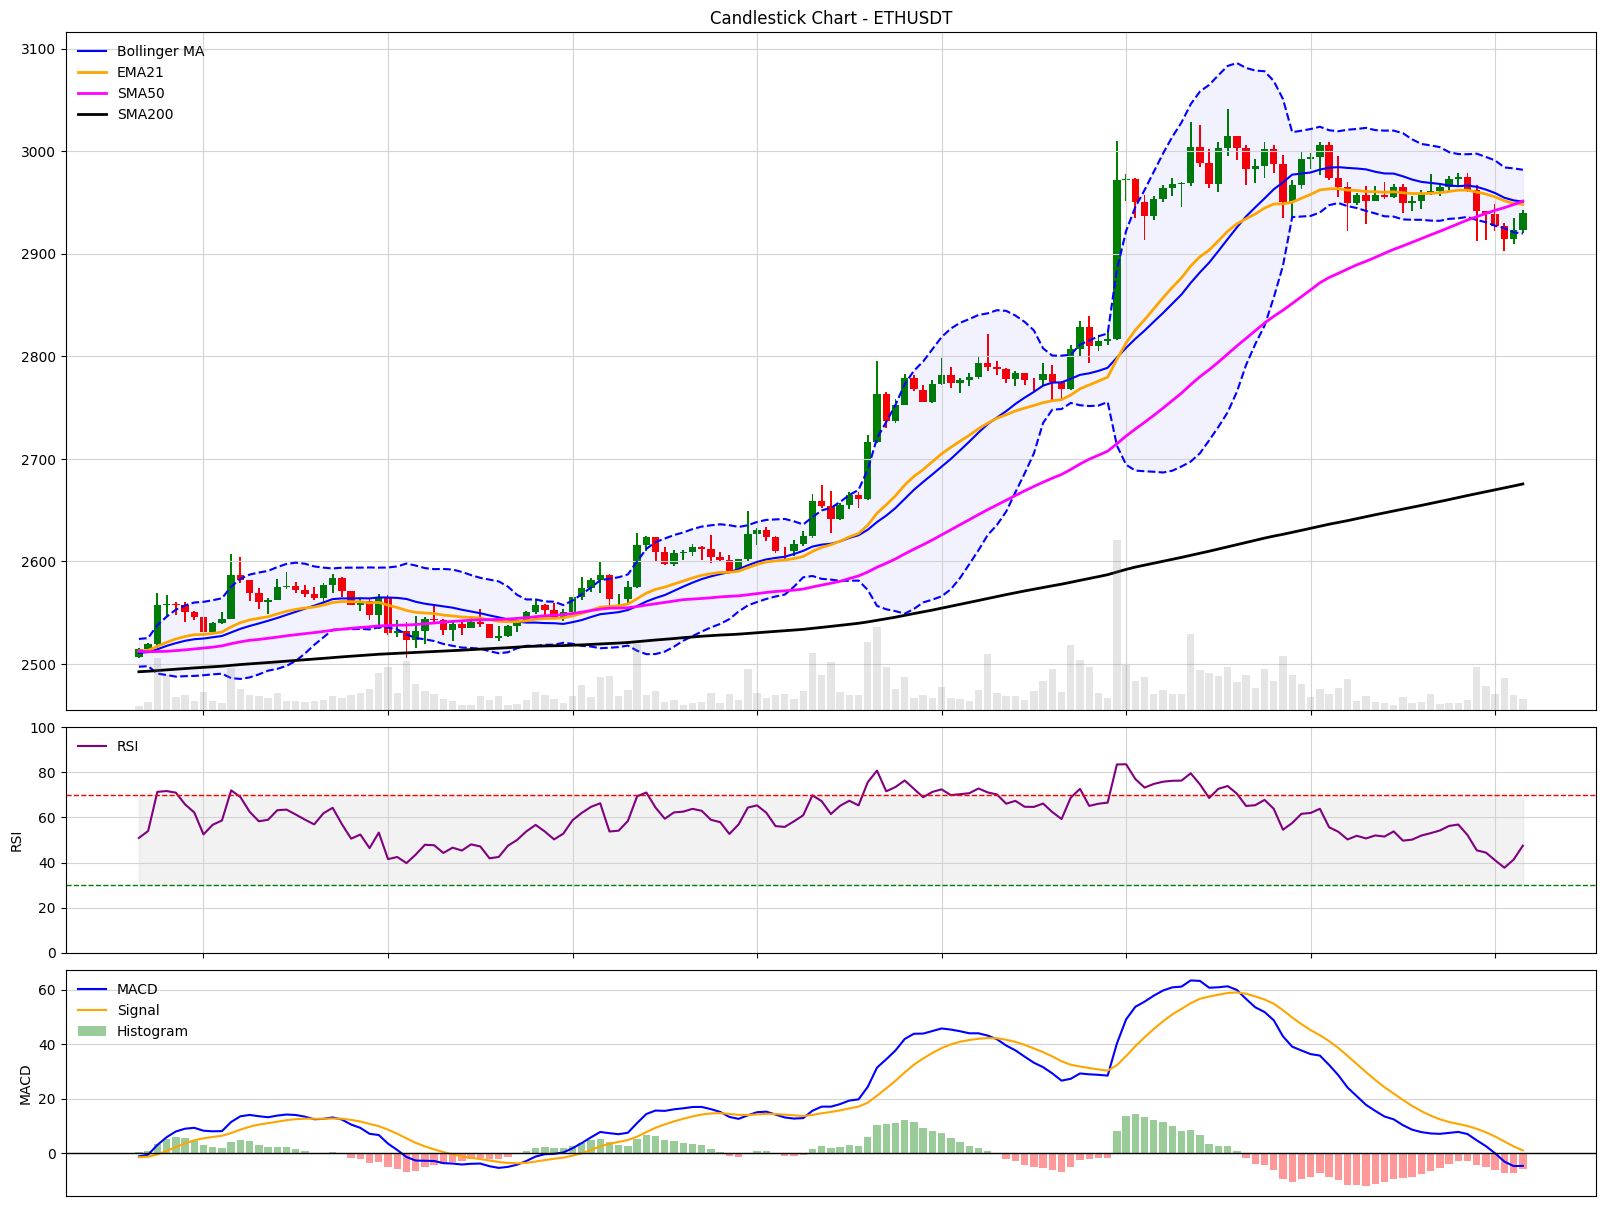 Candlestick Chart - ETHUSDT
Bollinger MA
EMA21
SMA50
SMA200
3100
3000
2900
2800
2700
2600
2500
RSI
100
80
60
40
20
0
RSI
MACD
Signal
Histogram
60
40
20
0
MACD